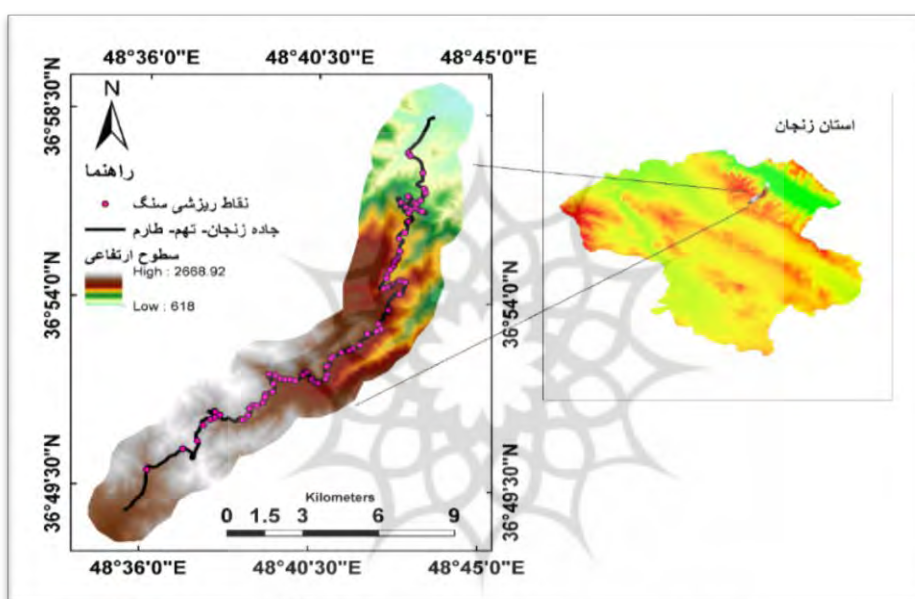 48°36'0"E 48°40'30"E 48°45'0"E
36°58'30"N
36°54'0"N
36°49'30"N
N
راهنما
نقاط ریزشی سنگ
جاده زنجان- تهم- طارم
سطوح ارتفاعی
High : 2668.92
Low : 618
استان زنجان
36°54'0"N
36°49'30"N
Kilometers
0 1.5 3 6 9
48°36'0"E 48°40'30"E 48°45'0"E